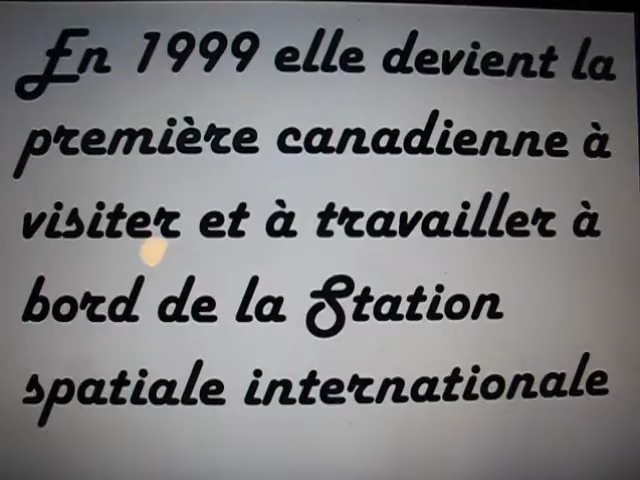 En 1999 elle devient la
première canadienne à
visiter et à travailler à
bord de la Station
spatiale internationale